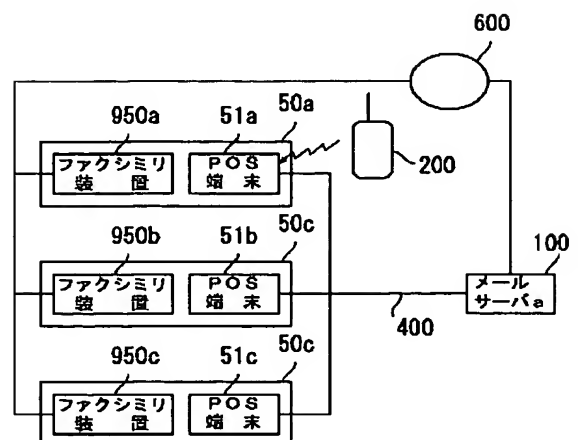 600
950a 51a 50a
ファクシミリ
装 置
POS
端 末
200
950b 51b 50c
ファクシミリ
装 置
POS
端 末
100
メール
サーバa
400
950c 51c 50c
ファクシミリ
装 置
POS
端 末